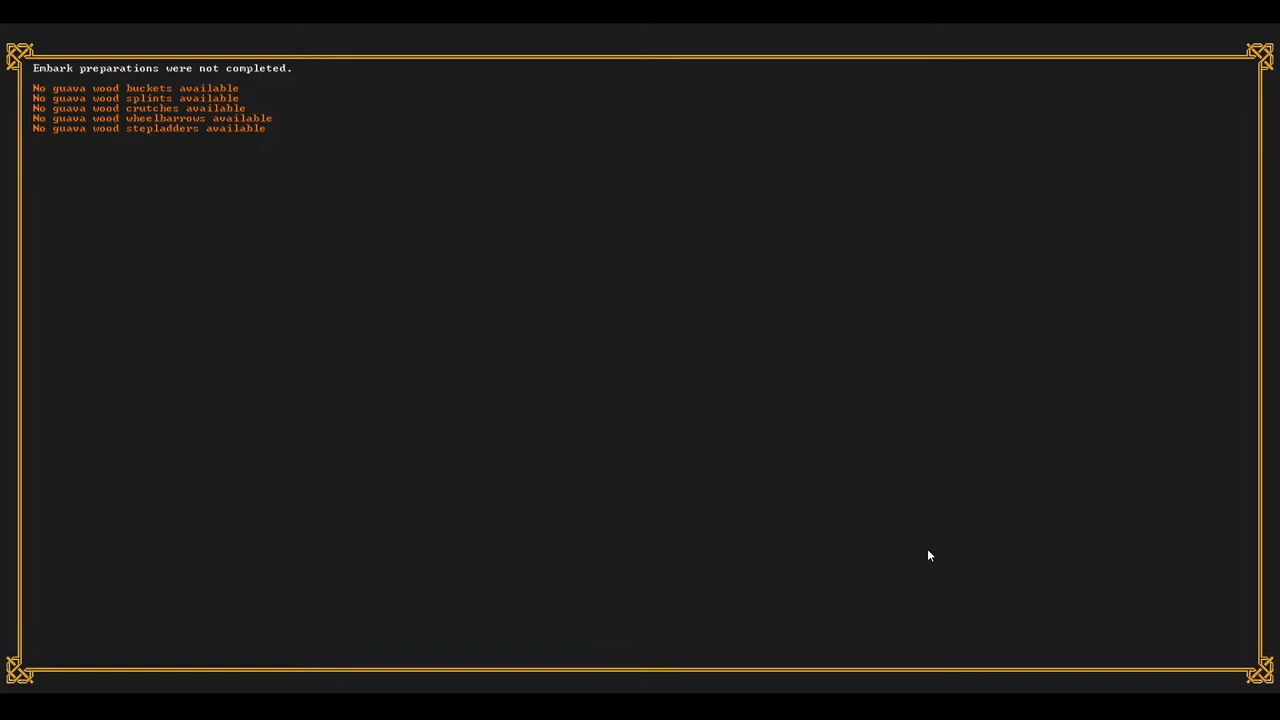 Embark preparations were not completed.
No guava wood buckets available
No guava wood splints available
No guava wood crutches available
No guava wood wheelbarrows available
No guava wood stepladders available